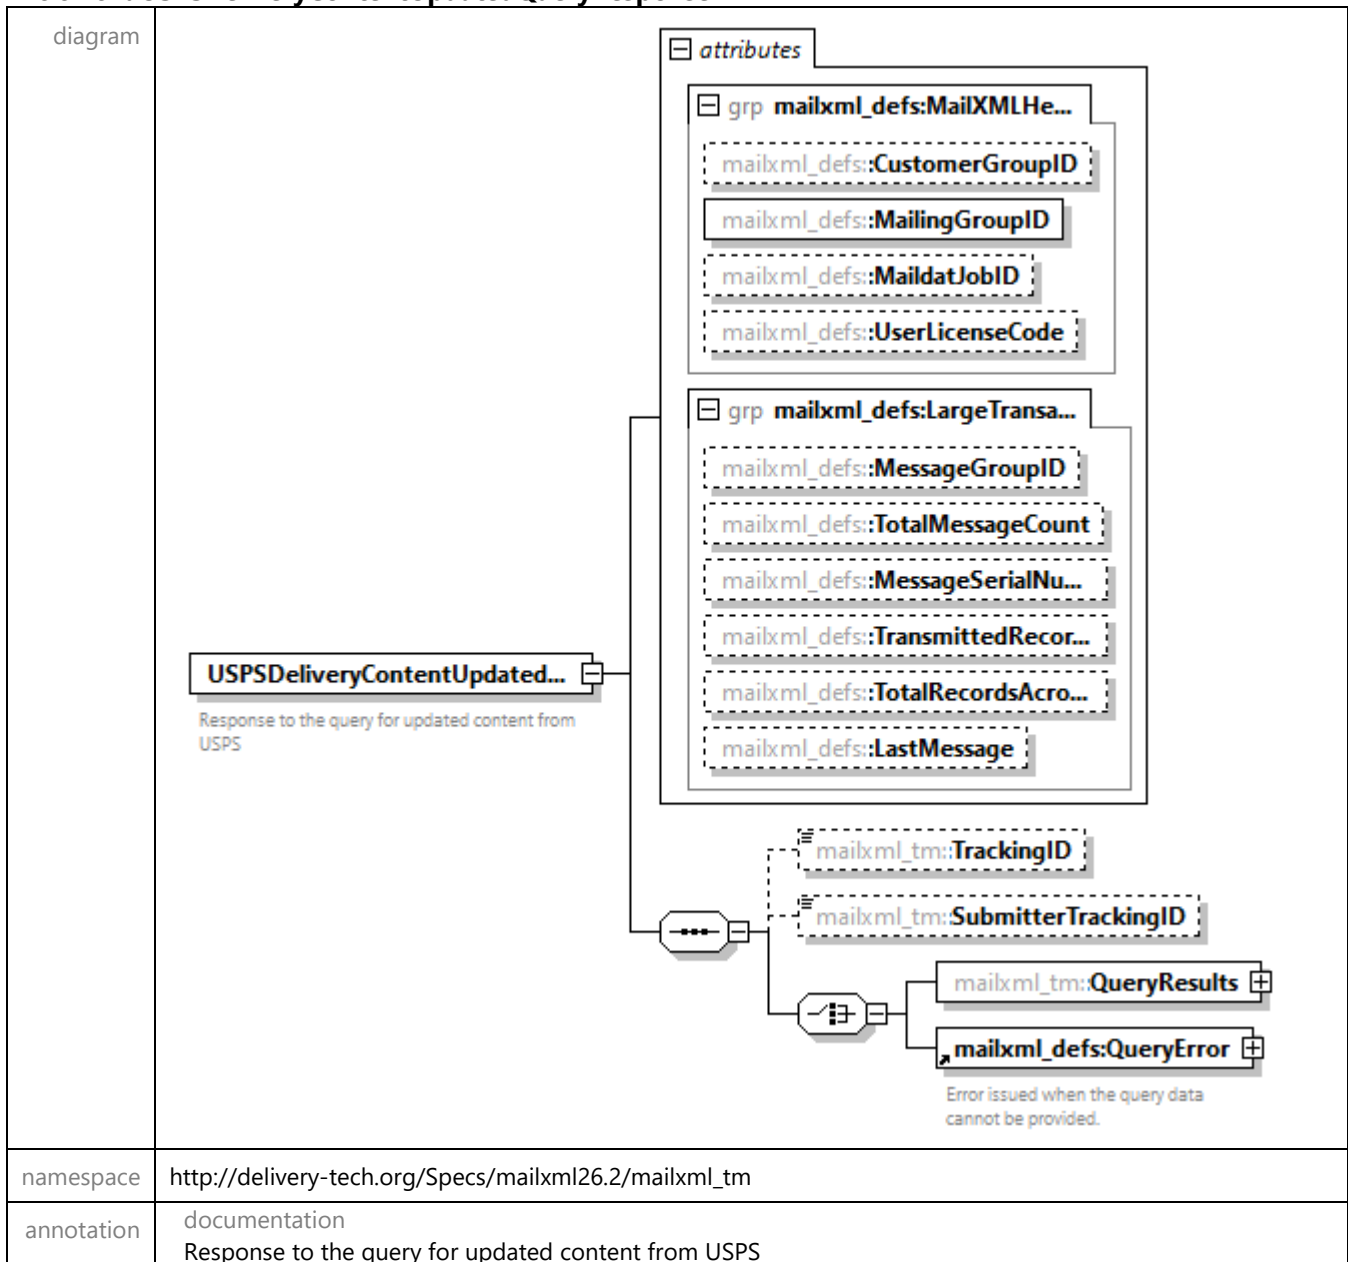 diagram
attributes
grp mailxml_defs:MailXMLHe...
mailxml_defs::CustomerGroupID
mailxml_defs::MailingGroupID
mailxml_defs::MaildatJobID
mailxml_defs::UserLicenseCode
grp mailxml_defs:LargeTransa...
mailxml_defs::MessageGroupID
mailxml_defs::TotalMessageCount
mailxml_defs::MessageSerialNu...
mailxml_defs::TransmittedRecor...
mailxml_defs::TotalRecordsAcro...
mailxml_defs::LastMessage
USPSDeliveryContentUpdated...
Response to the query for updated content from
USPS
mailxml_tm::TrackingID
mailxml_tm::SubmitterTrackingID
mailxml_tm::QueryResults
mailxml_defs:QueryError
Error issued when the query data
cannot be provided.
namespace http://delivery-tech.org/Specs/mailxml26.2/mailxml_tm
annotation
documentation
Response to the query for updated content from USPS